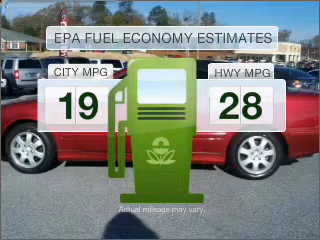 EPA FUEL ECONOMY ESTIMATES
CITY MPG
HWY MPG
19
28
Actual mileage may vary.